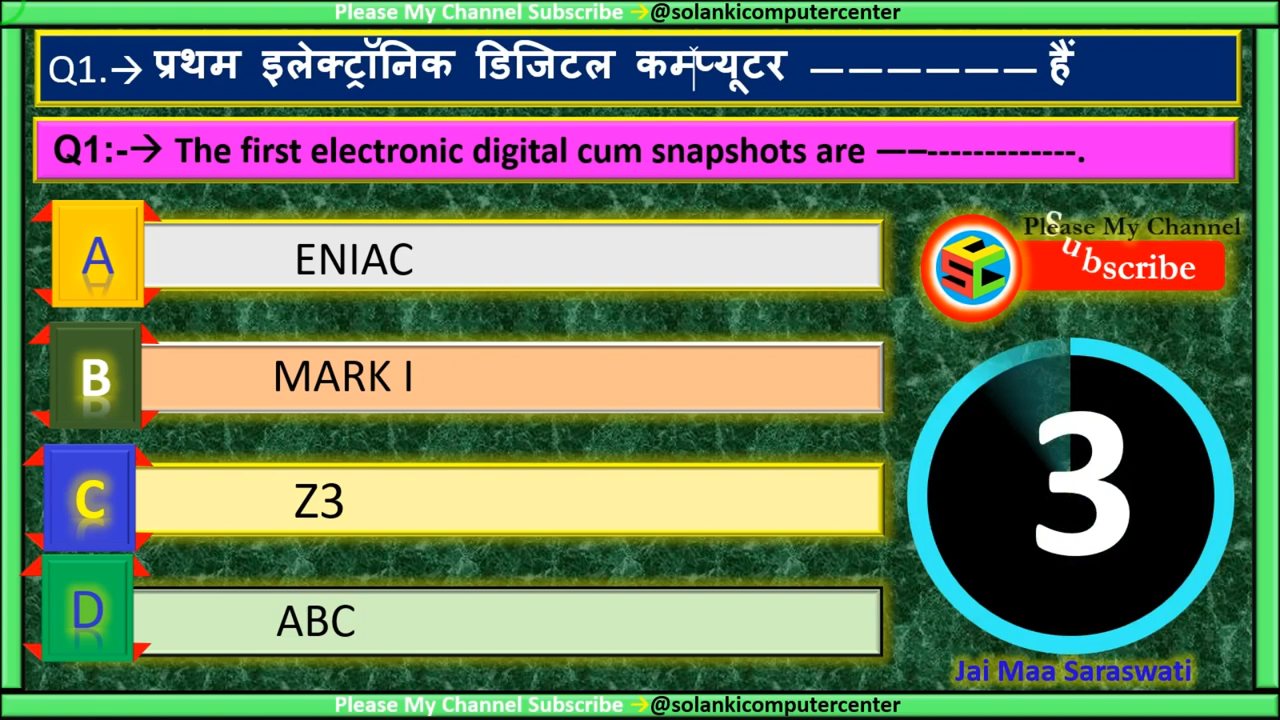 Please My Channel Subscribe →@solankicomputercenter
Q1.→ प्रथम इलेक्ट्रॉनिक डिजिटल कम्प्यूटर —————— हैं
Q1:-→ The first electronic digital cum snapshots are ——-------------.
A ENIAC
Please My Channel
Subscribe
B MARK I
C Z3
3
D ABC
Jai Maa Saraswati
Please My Channel Subscribe →@solankicomputercenter